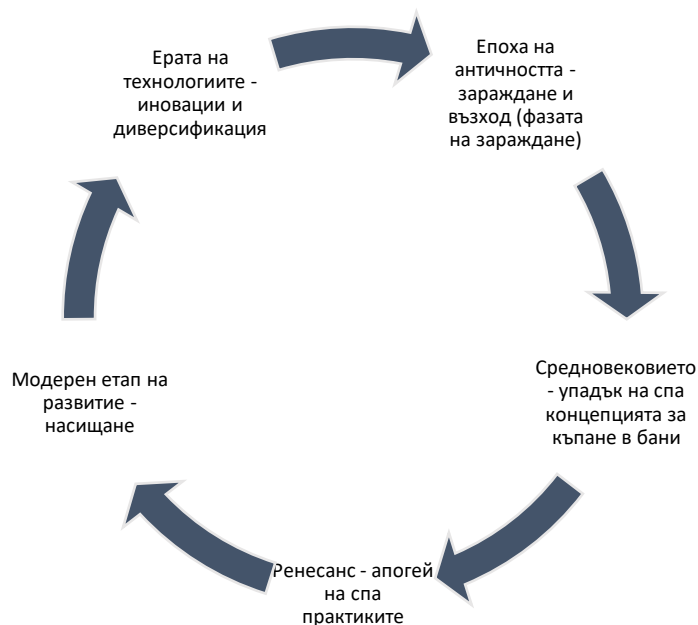 Ерата на
технологиите -
иновации и
диверсификация
Епоха на
античността -
зараждане и
възход (фазата
на зараждане)
Средновековието
- упадък на спа
концепцията за
къпане в бани
Ренесанс - апогей
на спа
практиките
Модерен етап на
развитие -
насищане